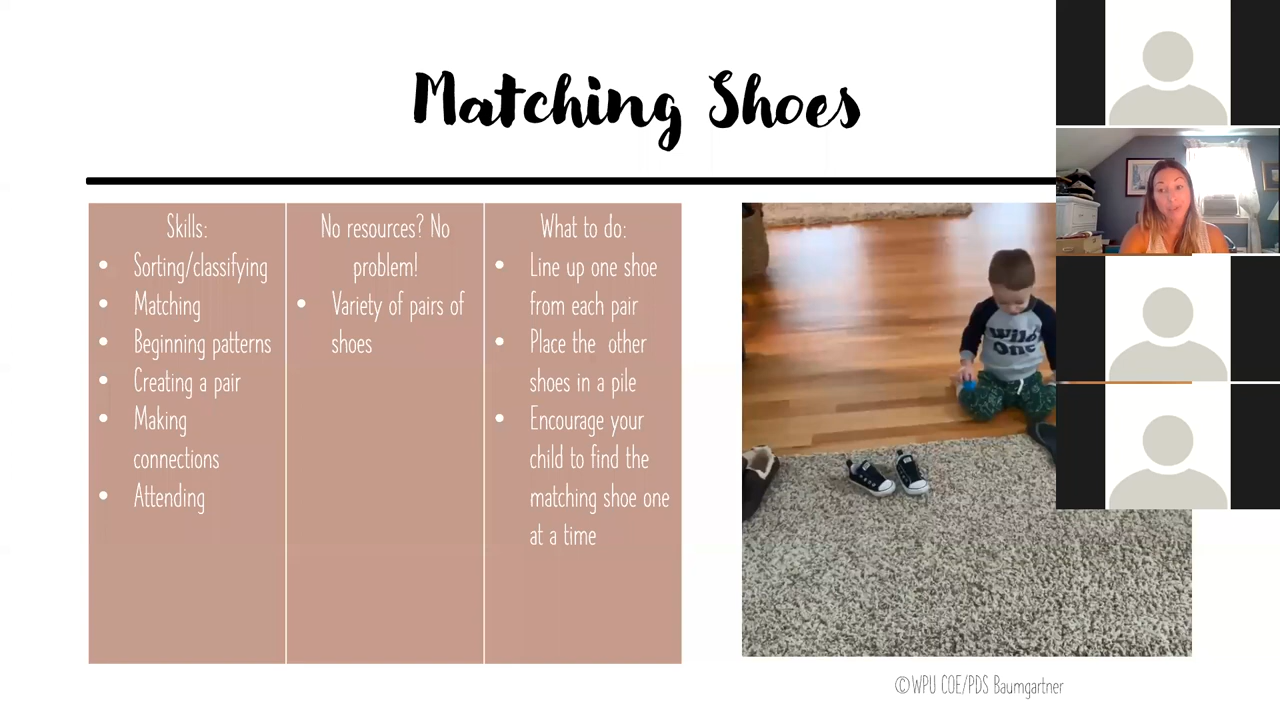 Matching Shoes
Skills:
• Sorting/classifying
• Matching
• Beginning patterns
• Creating a pair
• Making
connections
• Attending
No resources? No
problem!
• Variety of pairs of
shoes
What to do:
• Line up one shoe
from each pair
• Place the other
shoes in a pile
• Encourage your
child to find the
matching shoe one
at a time
Wild
One
©WPU COE/PDS Baumgartner